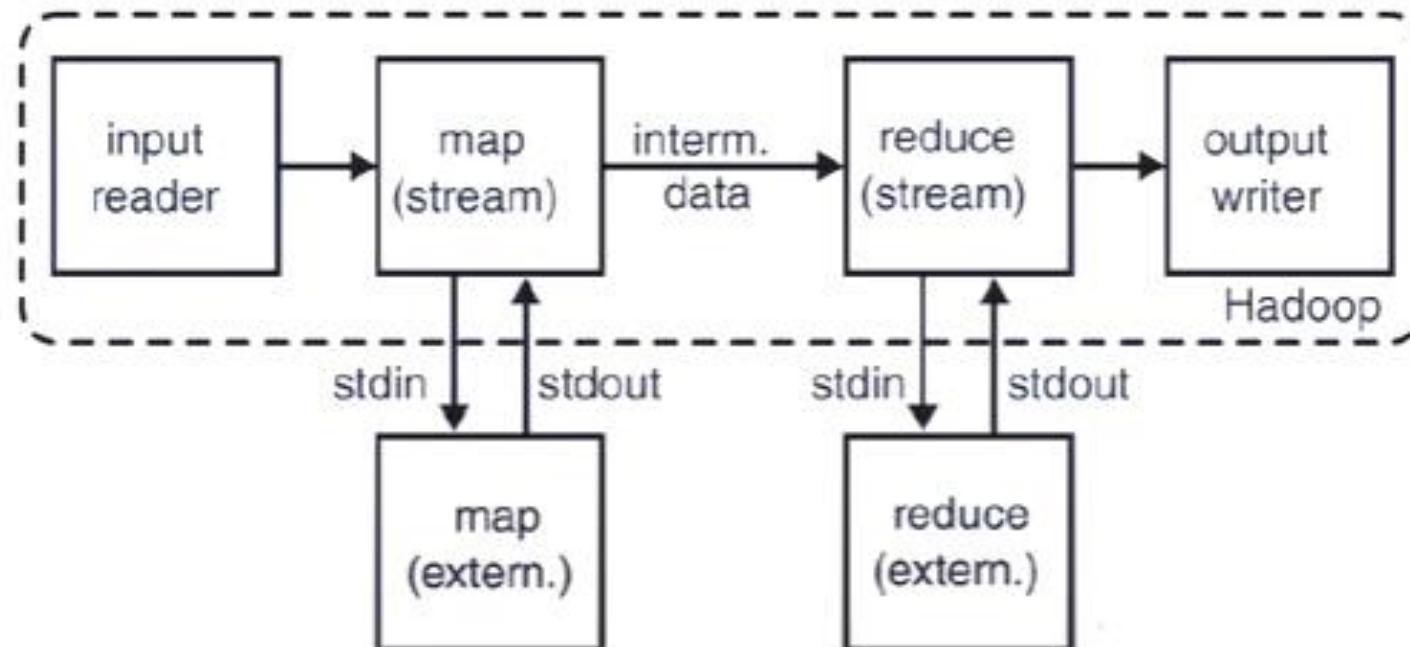 input
reader
map
(stream)
interm.
data
reduce
(stream)
output
writer
Hadoop
stdin
stdout
stdin
stdout
map
(extern.)
reduce
(extern.)